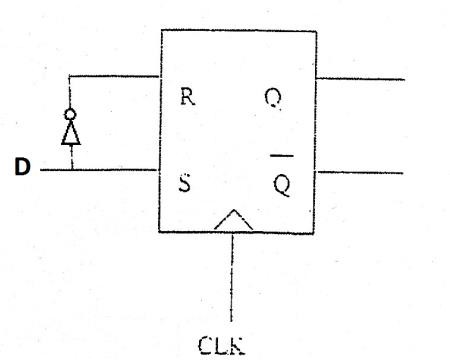 R Q
D S Q̅
CLK